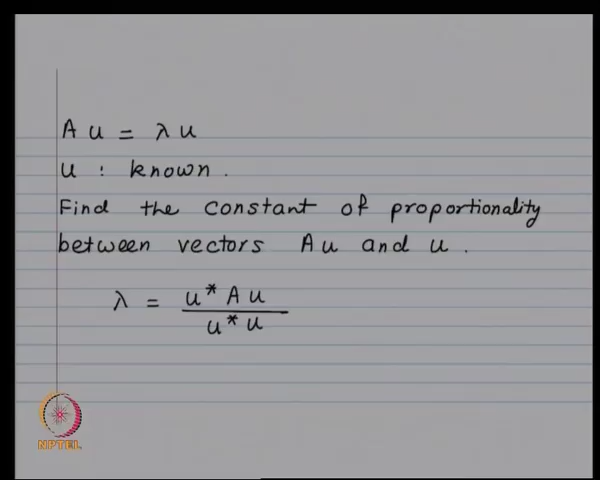 A u = λ u
u : known .
Find the constant of proportionality
between vectors A u and u .
λ = u* A u / u* u
NPTEL